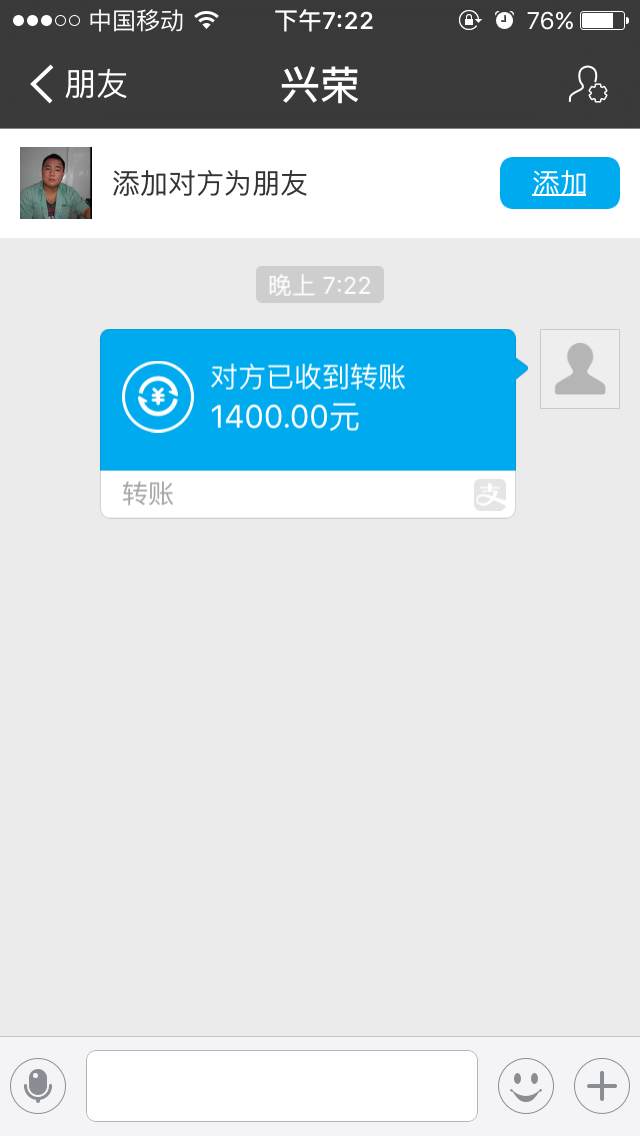 中国移动 下午7:22 76%
朋友 兴荣
添加对方为朋友 添加
晚上 7:22
对方已收到转账
1400.00元
转账 支